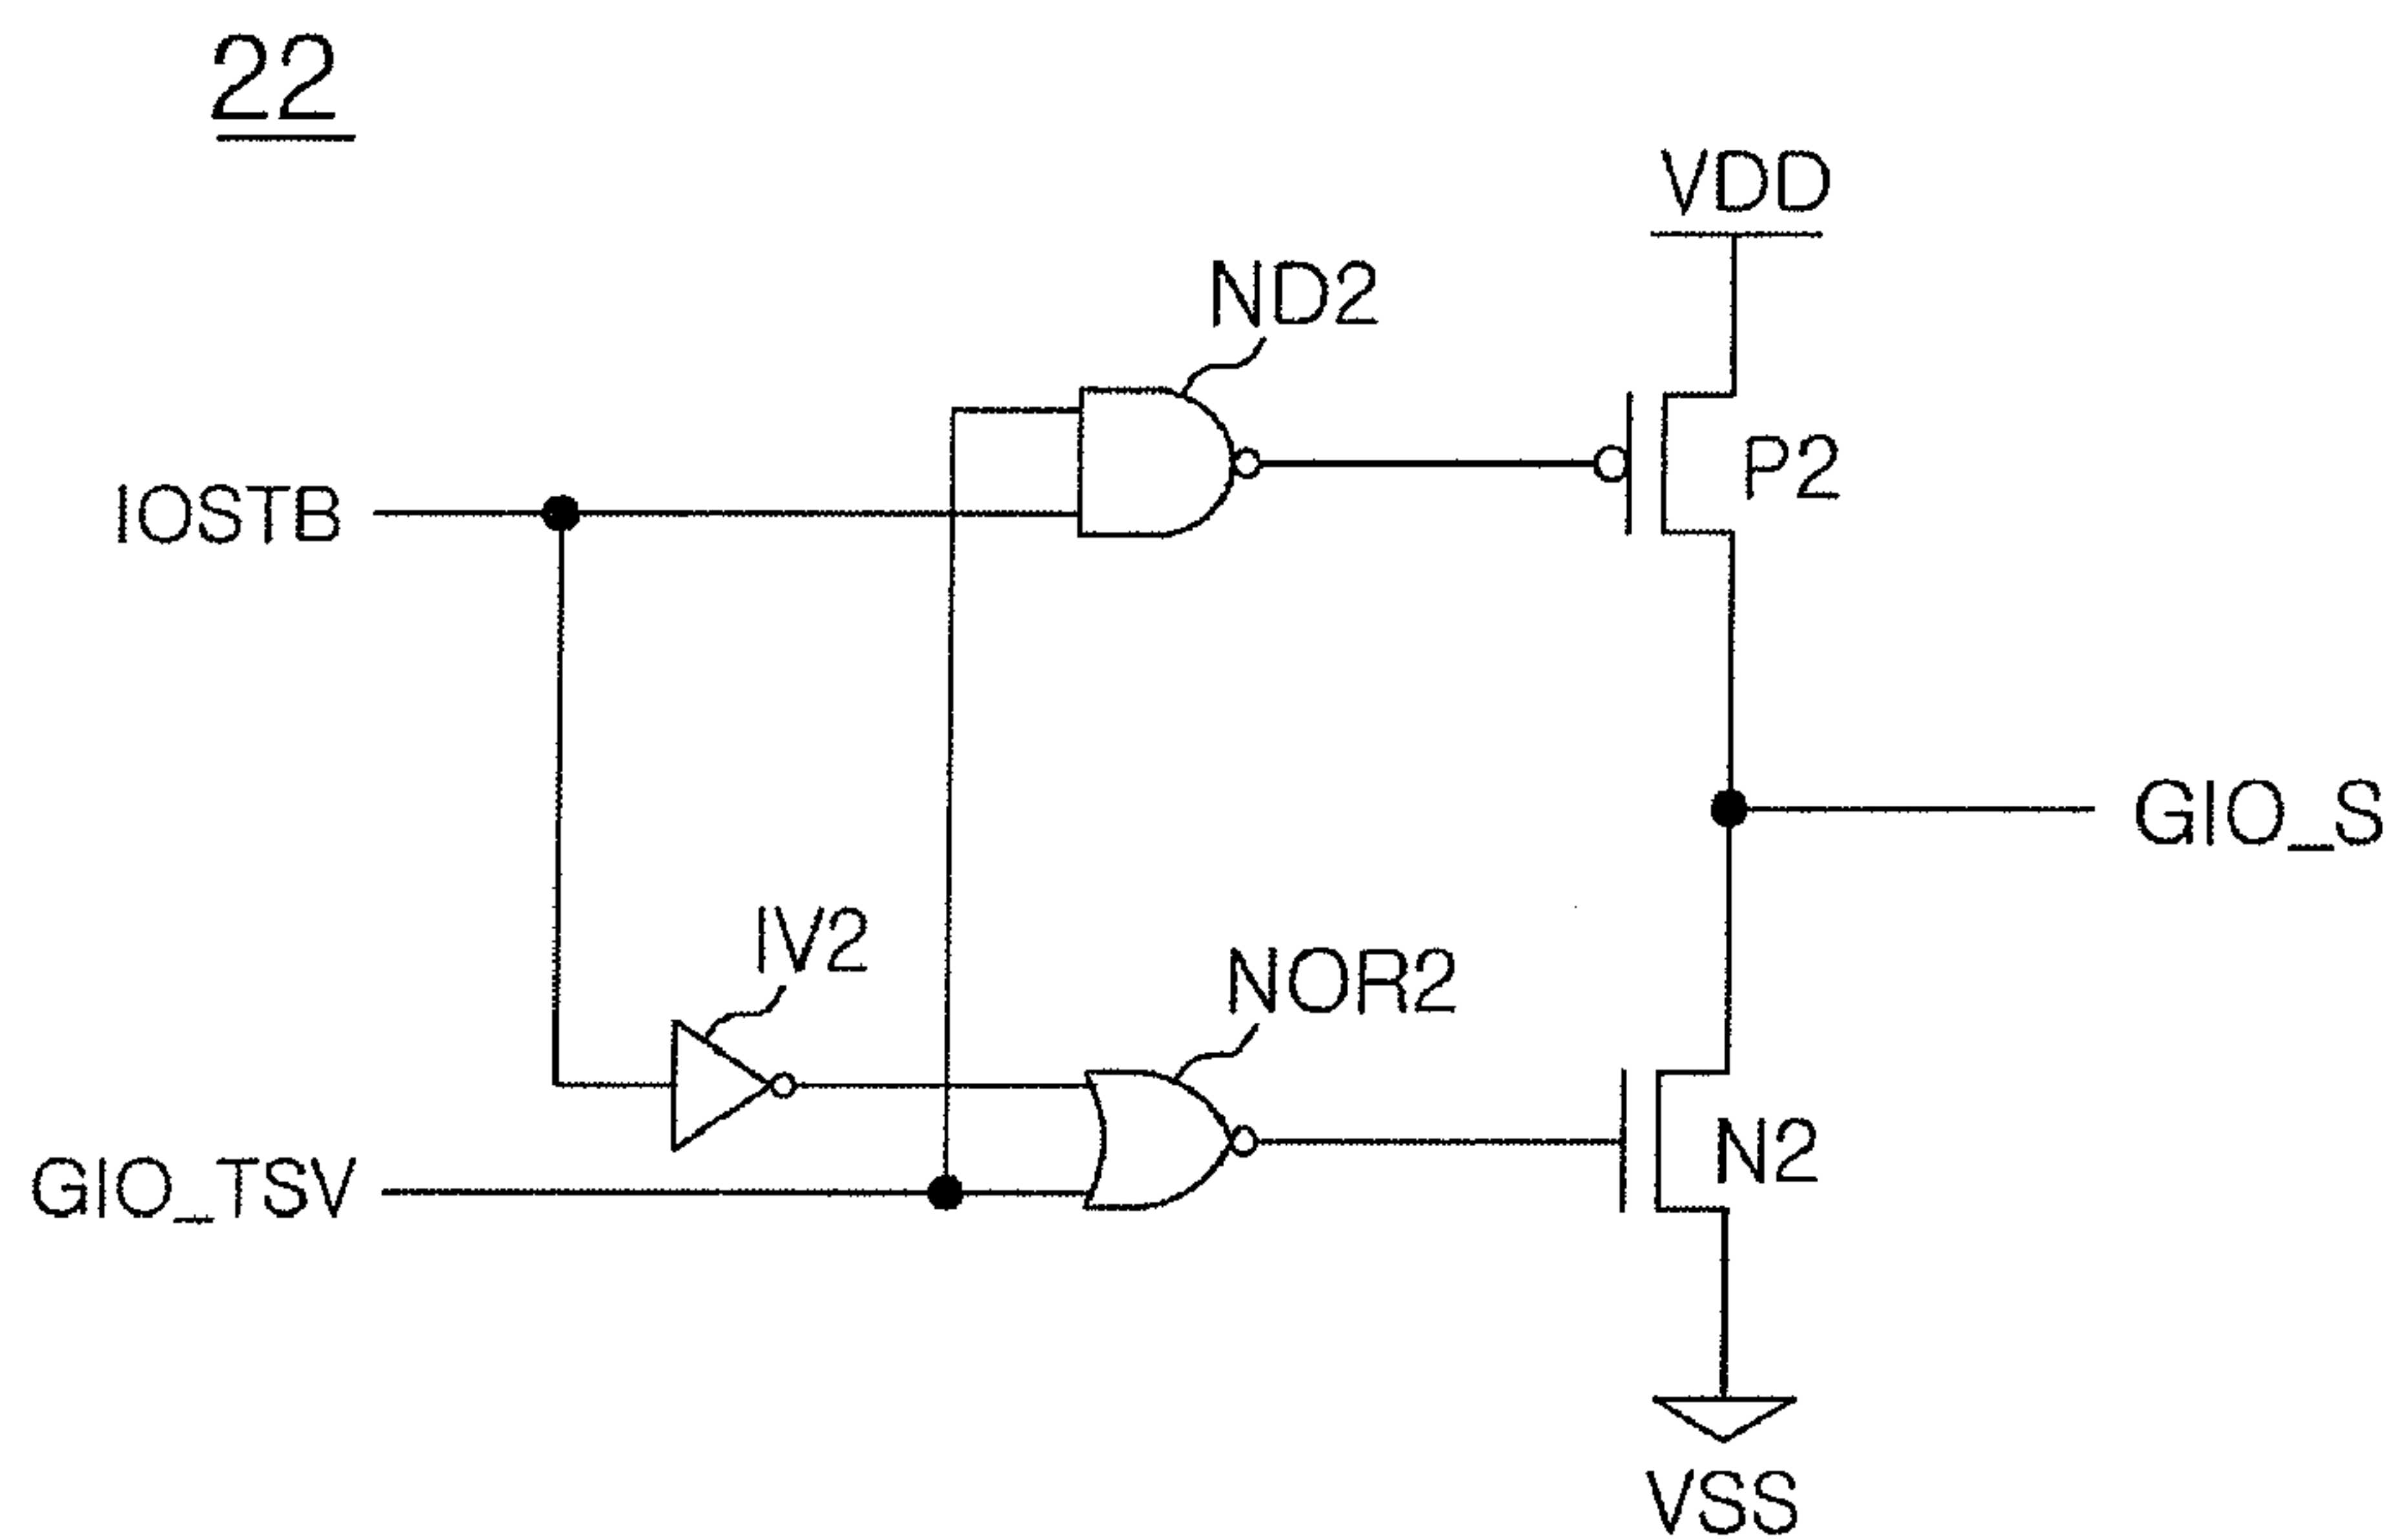 22
VDD
ND2
P2
IOSTB
GIO_S
IV2
NOR2
N2
GIO_TSV
VSS